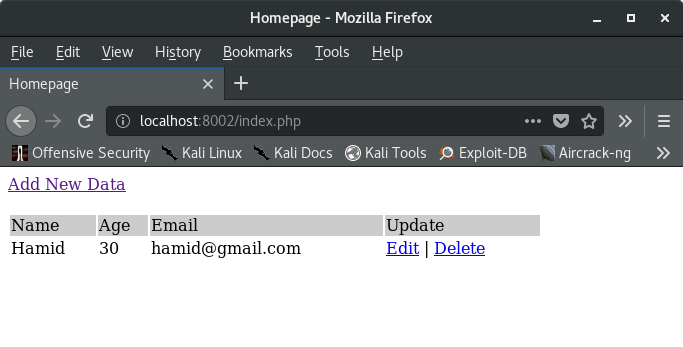 Homepage - Mozilla Firefox
File Edit View History Bookmarks Tools Help
Homepage
localhost:8002/index.php
Offensive Security Kali Linux Kali Docs Kali Tools Exploit-DB Aircrack-ng
Add New Data
Name Age Email Update
Hamid 30 hamid@gmail.com Edit | Delete